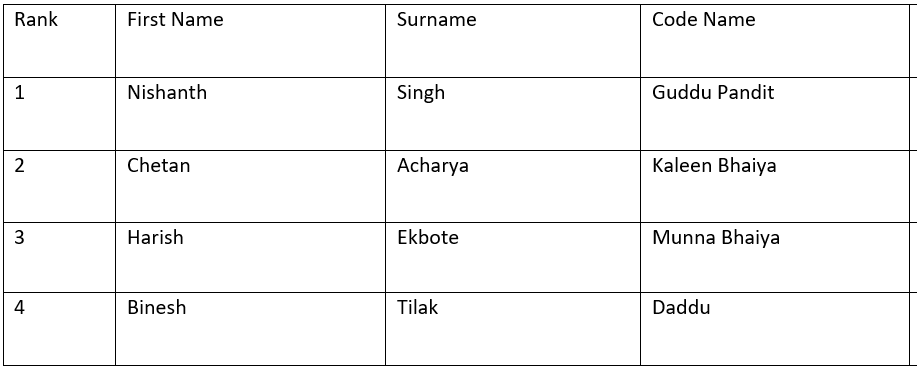 Rank First Name Surname Code Name
1 Nishanth Singh Guddu Pandit
2 Chetan Acharya Kaleen Bhaiya
3 Harish Ekbote Munna Bhaiya
4 Binesh Tilak Daddu